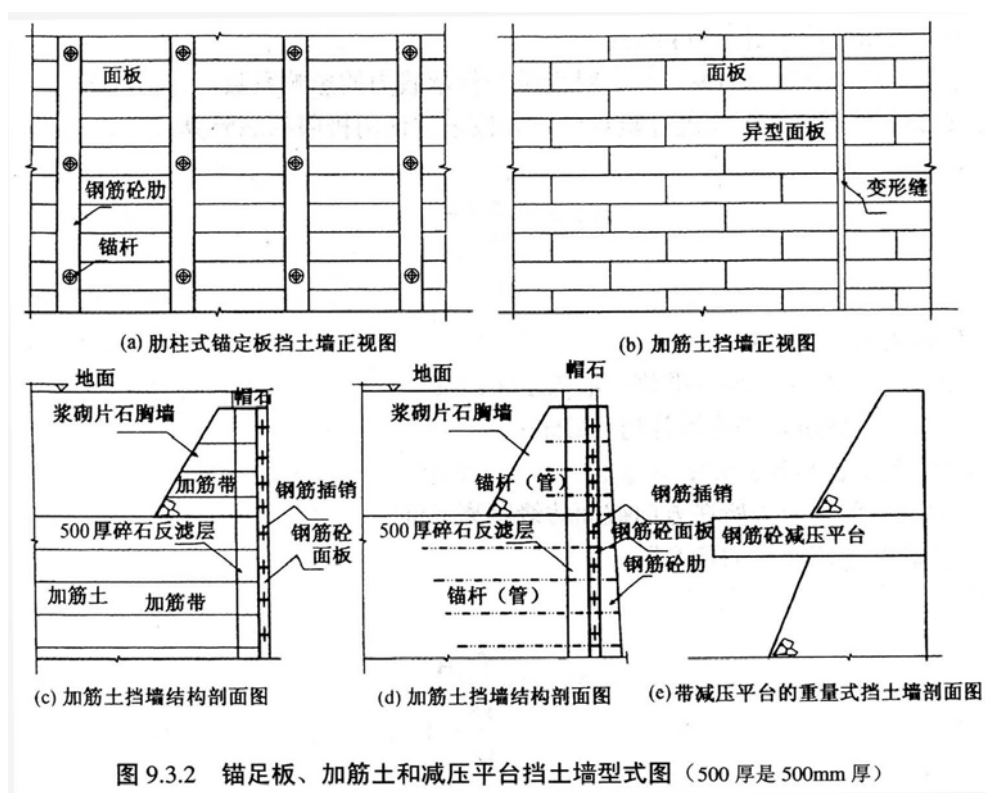 面板
钢筋砼肋
锚杆
(a) 肋柱式锚定板挡土墙正视图
面板
异型面板
变形缝
(b) 加筋土挡墙正视图
地面
帽石
浆砌片石胸墙
加筋带
钢筋插销
500厚碎石反滤层
钢筋砼
面板
加筋土
加筋带
(c) 加筋土挡墙结构剖面图
地面
帽石
浆砌片石胸墙
锚杆（管）
钢筋插销
500厚碎石反滤层
钢筋砼面板
钢筋砼肋
锚杆（管）
(d) 加筋土挡墙结构剖面图
钢筋砼减压平台
(e) 带减压平台的重量式挡土墙剖面图
图 9.3.2 锚足板、加筋土和减压平台挡土墙型式图（500 厚是 500mm 厚）